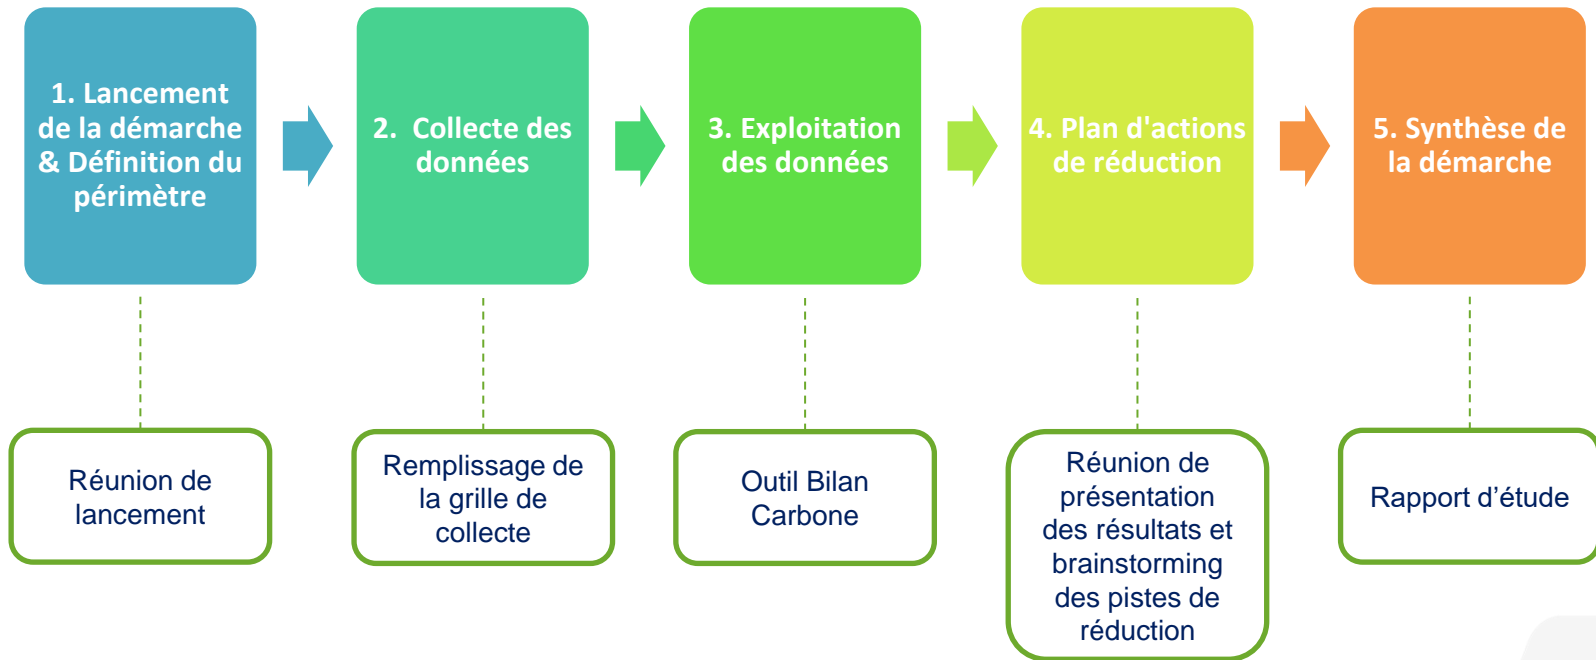 1. Lancement
de la démarche
& Définition du
périmètre
2. Collecte des
données
3. Exploitation
des données
4. Plan d'actions
de réduction
5. Synthèse de
la démarche
Réunion de
lancement
Remplissage de
la grille de
collecte
Outil Bilan
Carbone
Réunion de
présentation
des résultats et
brainstorming
des pistes de
réduction
Rapport d’étude